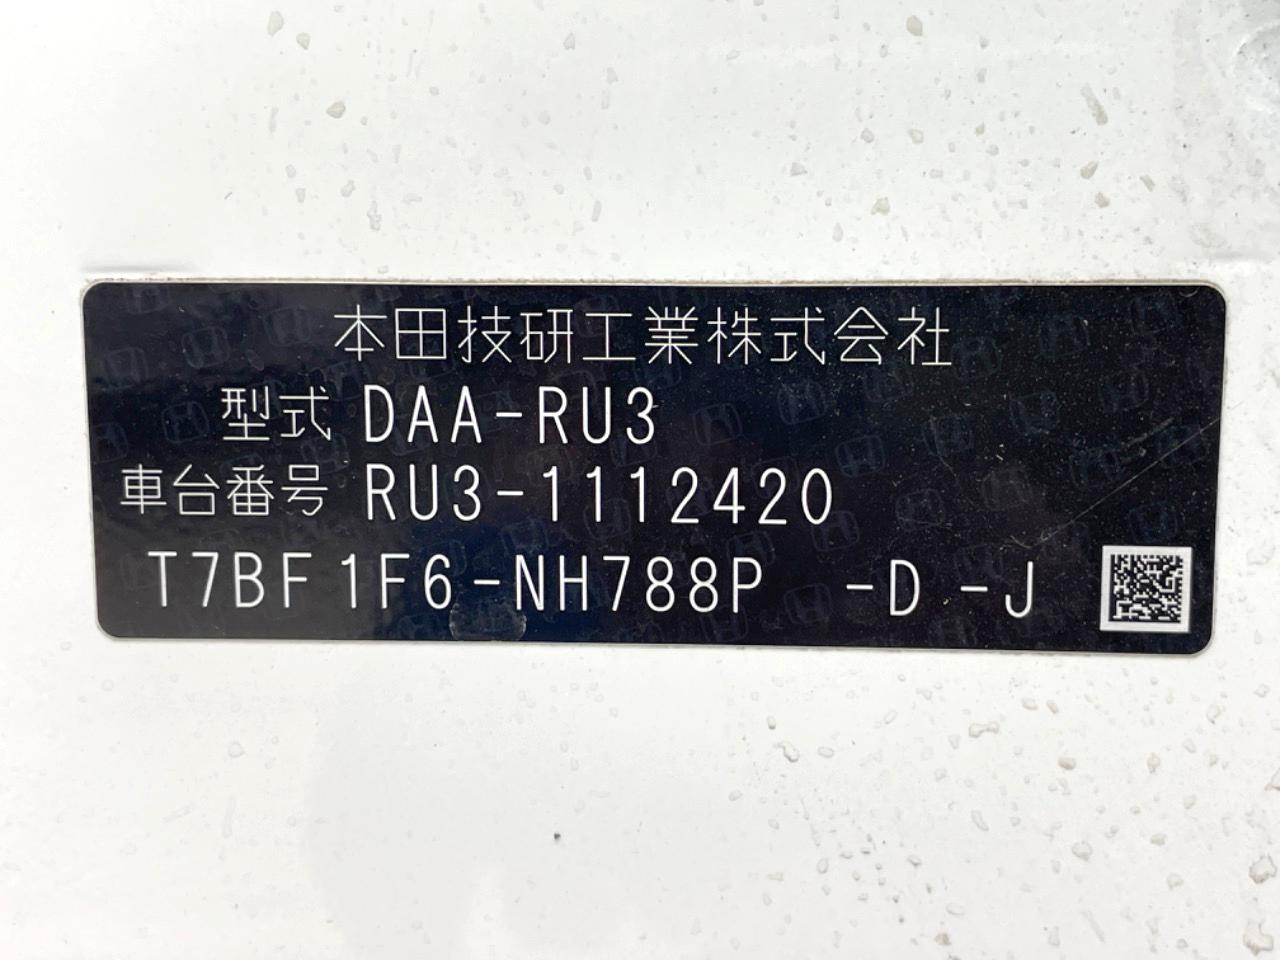 本田技研工業株式会社
型式 DAA-RU3
車台番号 RU3-1112420
T7BF1F6-NH788P -D -J